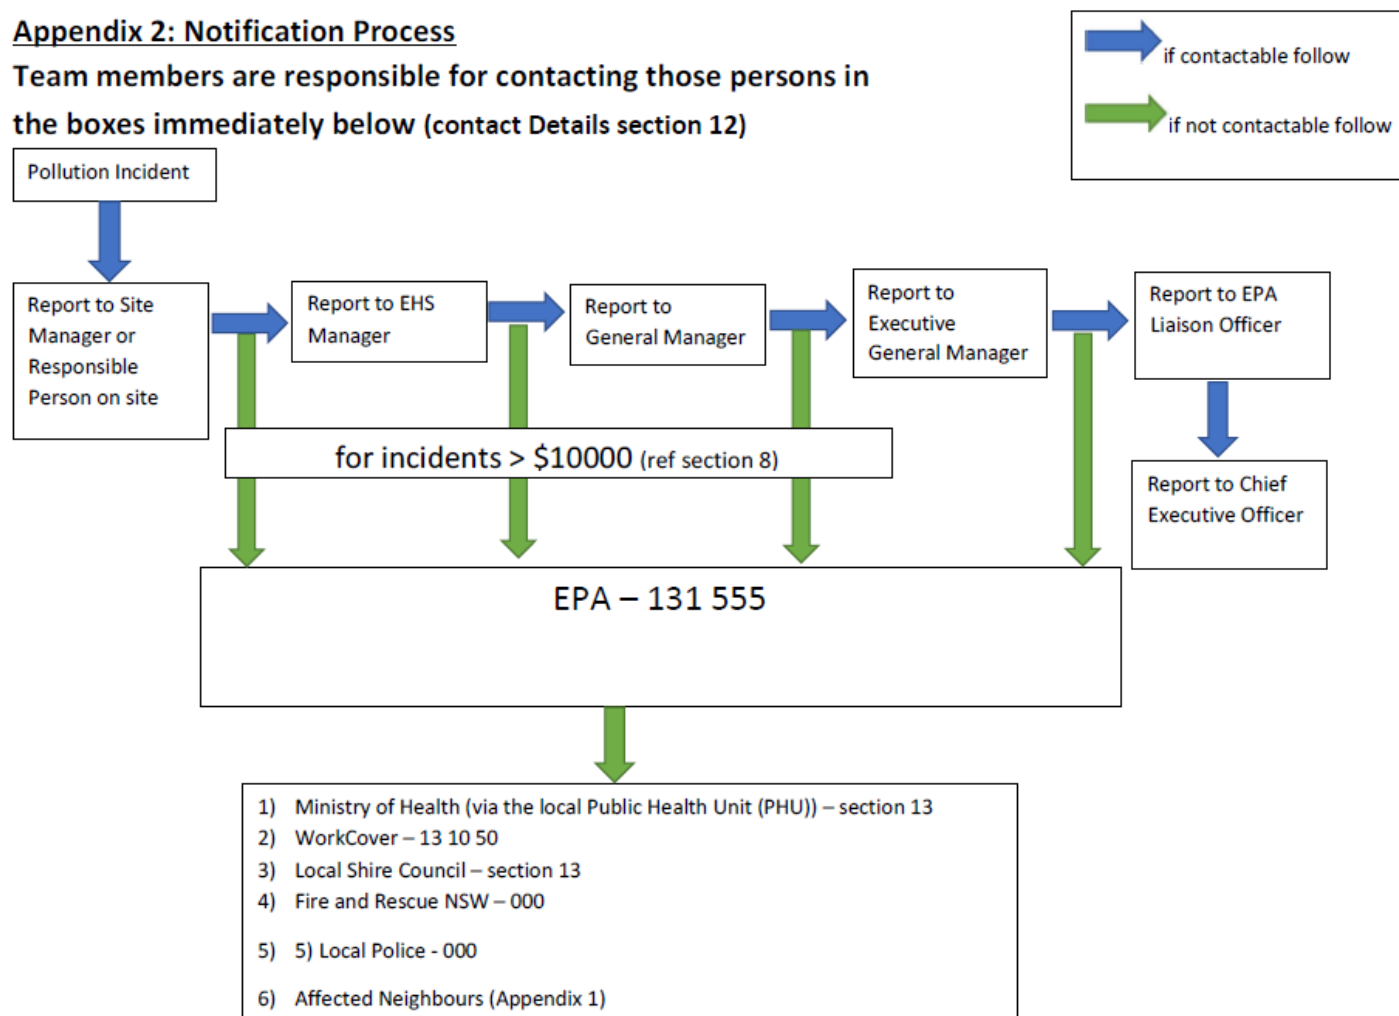 Appendix 2: Notification Process
Team members are responsible for contacting those persons in
the boxes immediately below (contact Details section 12)
if contactable follow
if not contactable follow
Pollution Incident
Report to Site
Manager or
Responsible
Person on site
Report to EHS
Manager
Report to
General Manager
Report to
Executive
General Manager
Report to EPA
Liaison Officer
for incidents > $10000 (ref section 8)
Report to Chief
Executive Officer
EPA – 131 555
1) Ministry of Health (via the local Public Health Unit (PHU)) – section 13
2) WorkCover – 13 10 50
3) Local Shire Council – section 13
4) Fire and Rescue NSW – 000
5) 5) Local Police - 000
6) Affected Neighbours (Appendix 1)